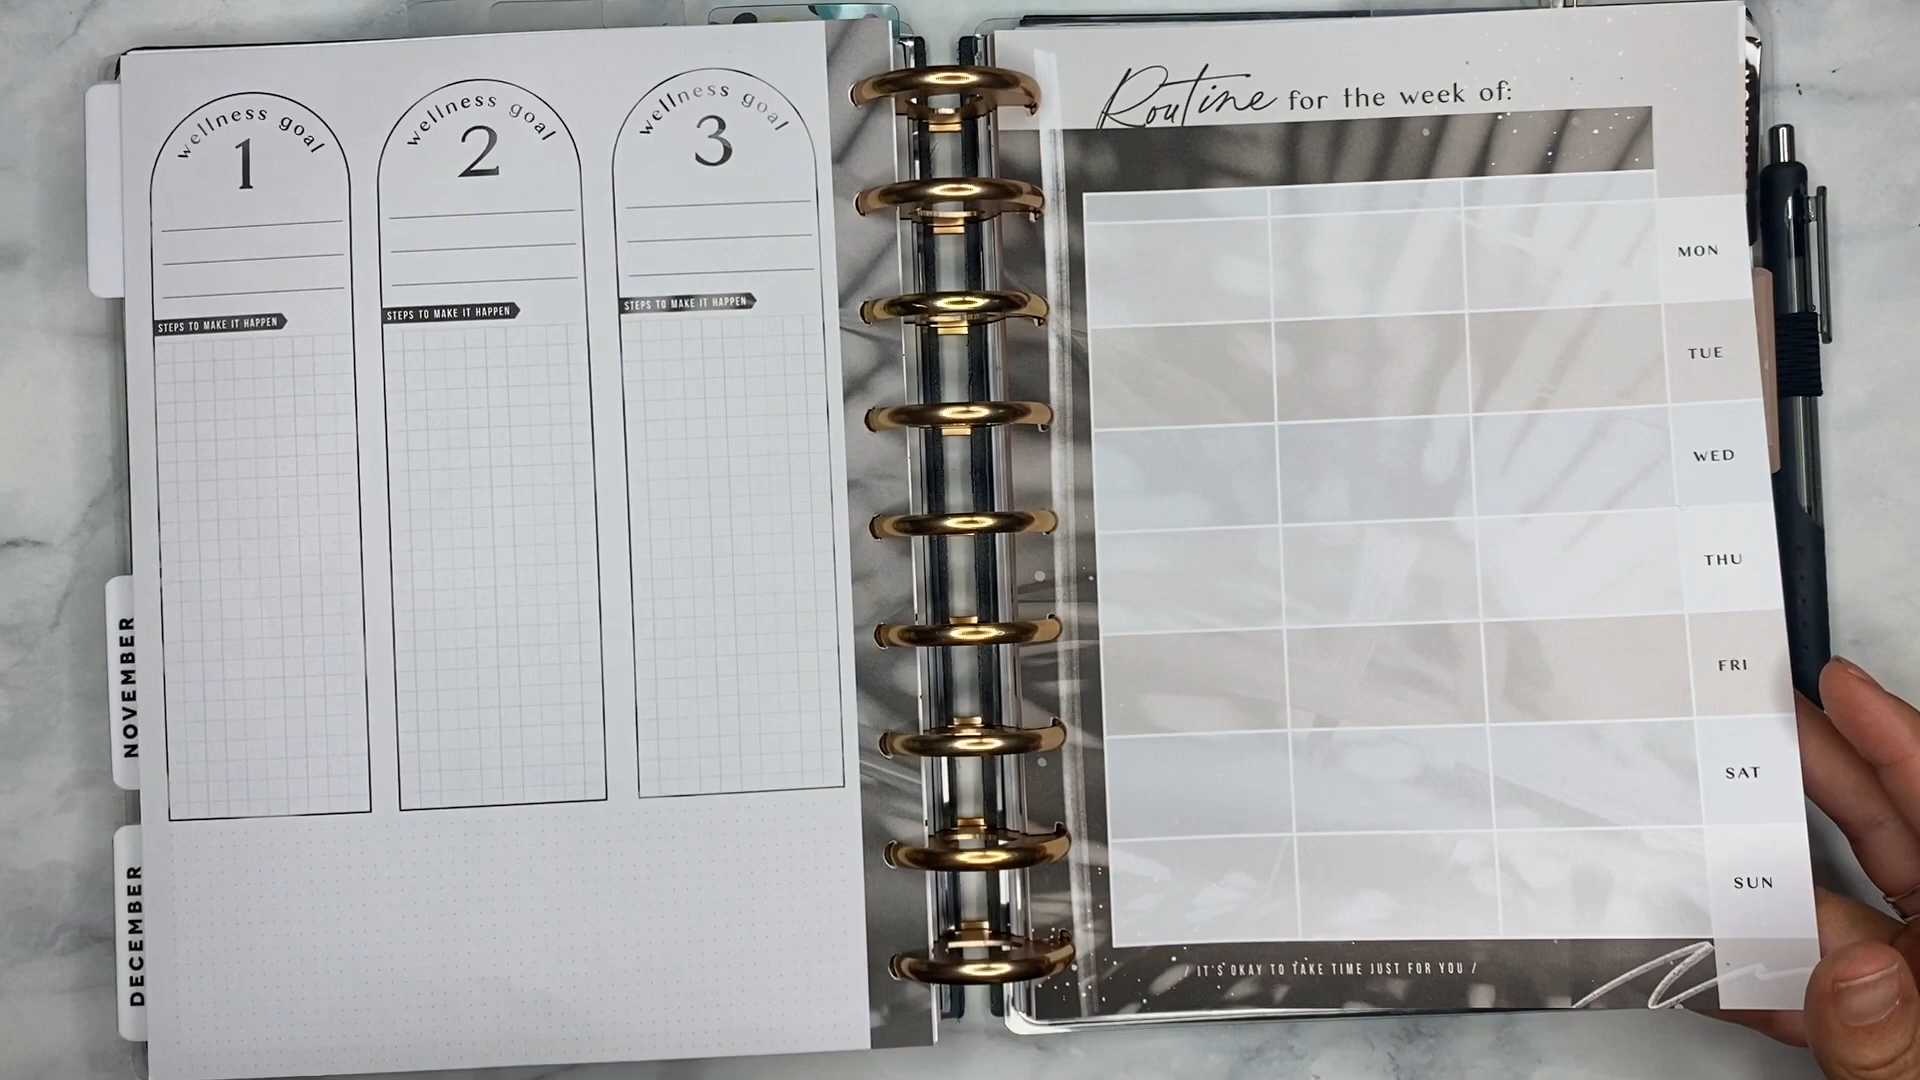 wellness goal
1
STEPS TO MAKE IT HAPPEN
wellness goal
2
STEPS TO MAKE IT HAPPEN
wellness goal
3
STEPS TO MAKE IT HAPPEN
NOVEMBER
DECEMBER
Routine for the week of:
MON
TUE
WED
THU
FRI
SAT
SUN
/ IT'S OKAY TO TAKE TIME JUST FOR YOU /